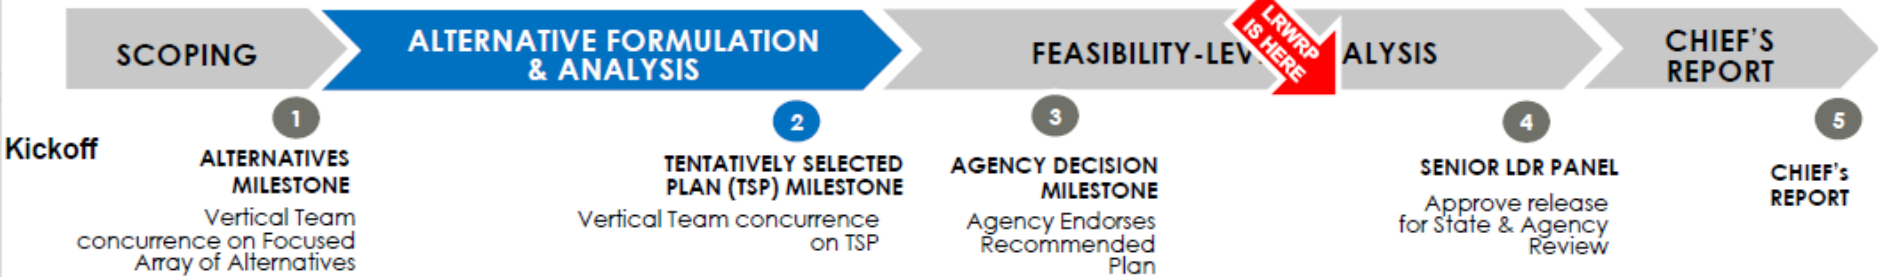 SCOPING
ALTERNATIVE FORMULATION
& ANALYSIS
FEASIBILITY-LEV
ALYSIS
LRWRP
IS HERE
CHIEF'S
REPORT
Kickoff
1
ALTERNATIVES
MILESTONE
Vertical Team
concurrence on Focused
Array of Alternatives
2
TENTATIVELY SELECTED
PLAN (TSP) MILESTONE
Vertical Team concurrence
on TSP
3
AGENCY DECISION
MILESTONE
Agency Endorses
Recommended
Plan
4
SENIOR LDR PANEL
Approve release
for State & Agency
Review
5
CHIEF's
REPORT